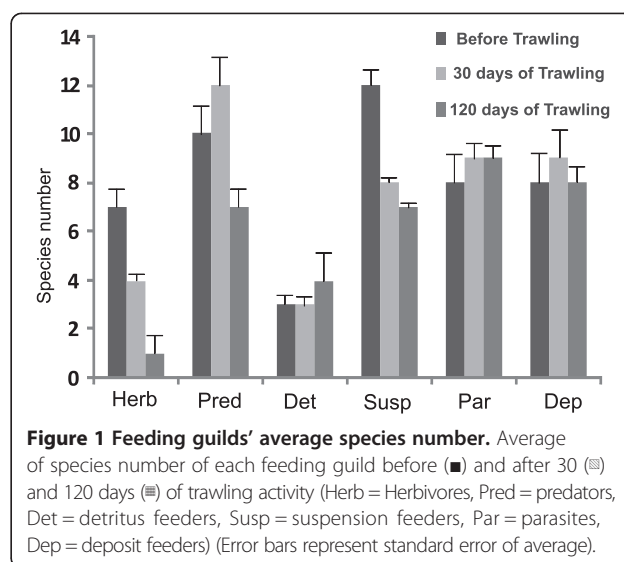 14
12
10
8
6
4
2
0
Species number
Before Trawling
30 days of Trawling
120 days of Trawling
Herb Pred Det Susp Par Dep
Figure 1 Feeding guilds’ average species number. Average
of species number of each feeding guild before (■) and after 30 (▧)
and 120 days (▦) of trawling activity (Herb = Herbivores, Pred = predators,
Det = detritus feeders, Susp = suspension feeders, Par = parasites,
Dep = deposit feeders) (Error bars represent standard error of average).